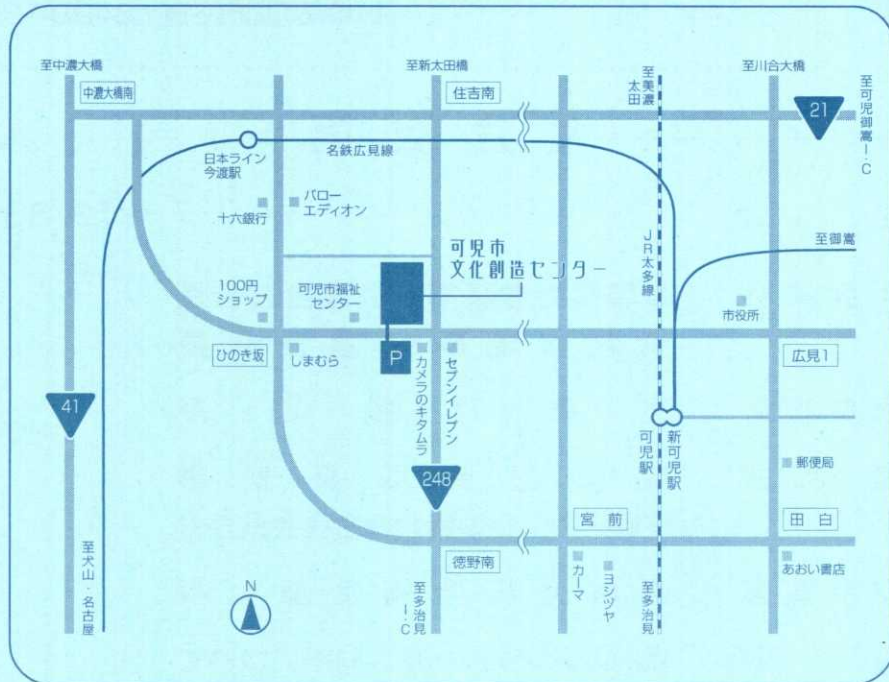 至中濃大橋
至新太田橋
至美濃太田
至川合大橋
至可児御嵩I.C
中濃大橋南
住吉南
21
日本ライン
今渡駅
名鉄広見線
バロー
エディオン
十六銀行
JR太多線
至御嵩
可児市
文化創造センター
100円
ショップ
可児市福祉
センター
市役所
ひのき坂
しまむら
P
カメラのキタムラ
セブンイレブン
広見1
41
248
可児駅
新可児駅
郵便局
宮前
田白
徳野南
カーマ
ヨシヅヤ
あおい書店
至犬山・名古屋
N
至多治見I.C
至多治見